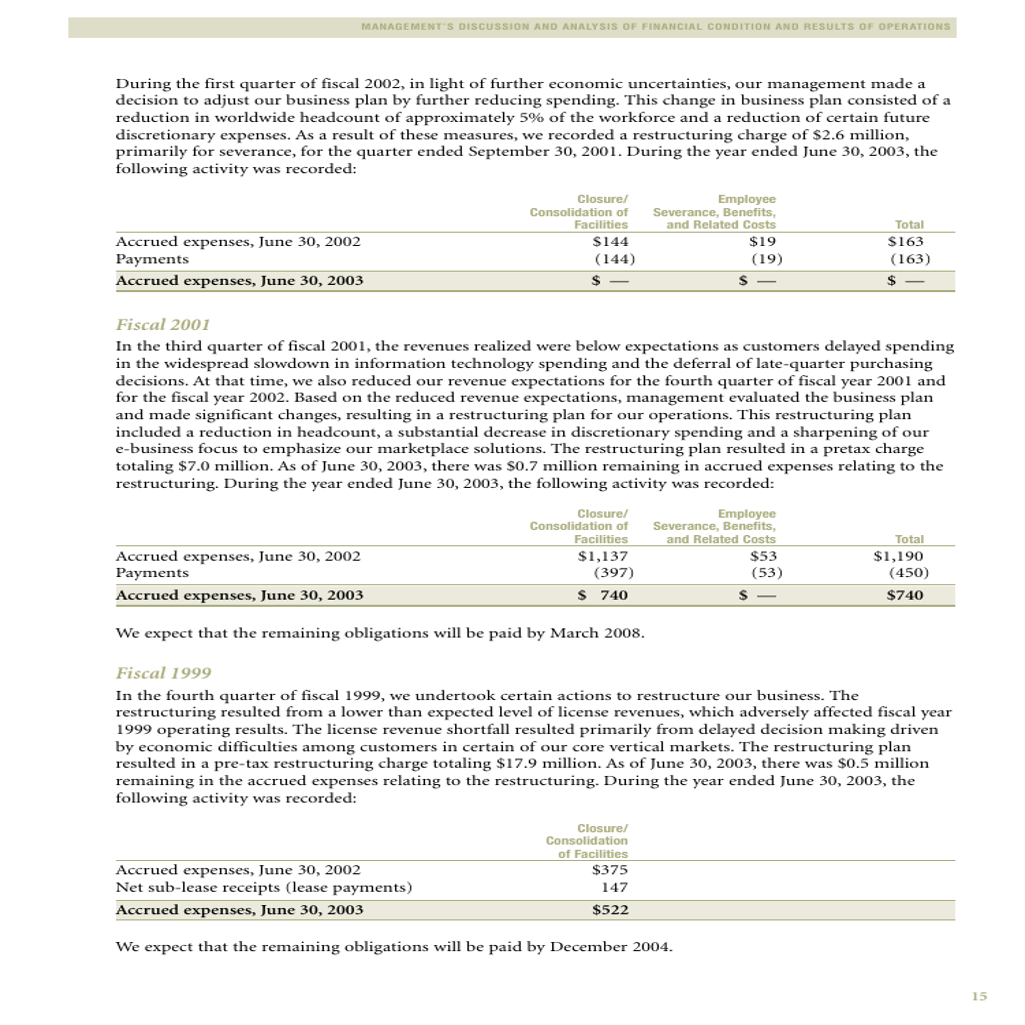 MANAGEMENT'S DISCUSSION AND ANALYSIS OF FINANCIAL CONDITION AND RESULTS OF OPERATIONS
During the first quarter of fiscal 2002, in light of further economic uncertainties, our management made a
decision to adjust our business plan by further reducing spending. This change in business plan consisted of a
reduction in worldwide headcount of approximately 5% of the workforce and a reduction of certain future
discretionary expenses. As a result of these measures, we recorded a restructuring charge of $2.6 million,
primarily for severance, for the quarter ended September 30, 2001. During the year ended June 30, 2003, the
following activity was recorded:
Closure/ Employee
Consolidation of Severance, Benefits,
Facilities and Related Costs Total
Accrued expenses, June 30, 2002 $144 $19 $163
Payments (144) (19) (163)
Accrued expenses, June 30, 2003 $ — $ — $ —
Fiscal 2001
In the third quarter of fiscal 2001, the revenues realized were below expectations as customers delayed spending
in the widespread slowdown in information technology spending and the deferral of late-quarter purchasing
decisions. At that time, we also reduced our revenue expectations for the fourth quarter of fiscal year 2001 and
for the fiscal year 2002. Based on the reduced revenue expectations, management evaluated the business plan
and made significant changes, resulting in a restructuring plan for our operations. This restructuring plan
included a reduction in headcount, a substantial decrease in discretionary spending and a sharpening of our
e-business focus to emphasize our marketplace solutions. The restructuring plan resulted in a pretax charge
totaling $7.0 million. As of June 30, 2003, there was $0.7 million remaining in accrued expenses relating to the
restructuring. During the year ended June 30, 2003, the following activity was recorded:
Closure/ Employee
Consolidation of Severance, Benefits,
Facilities and Related Costs Total
Accrued expenses, June 30, 2002 $1,137 $53 $1,190
Payments (397) (53) (450)
Accrued expenses, June 30, 2003 $ 740 $ — $740
We expect that the remaining obligations will be paid by March 2008.
Fiscal 1999
In the fourth quarter of fiscal 1999, we undertook certain actions to restructure our business. The
restructuring resulted from a lower than expected level of license revenues, which adversely affected fiscal year
1999 operating results. The license revenue shortfall resulted primarily from delayed decision making driven
by economic difficulties among customers in certain of our core vertical markets. The restructuring plan
resulted in a pre-tax restructuring charge totaling $17.9 million. As of June 30, 2003, there was $0.5 million
remaining in the accrued expenses relating to the restructuring. During the year ended June 30, 2003, the
following activity was recorded:
Closure/
Consolidation
of Facilities
Accrued expenses, June 30, 2002 $375
Net sub-lease receipts (lease payments) 147
Accrued expenses, June 30, 2003 $522
We expect that the remaining obligations will be paid by December 2004.
15